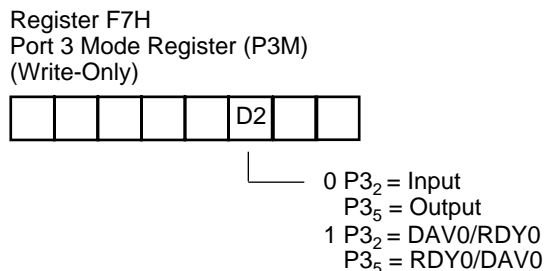 Register F7H
Port 3 Mode Register (P3M)
(Write-Only)
D2
0 P3₂ = Input
P3₅ = Output
1 P3₂ = DAV0/RDY0
P3₅ = RDY0/DAV0